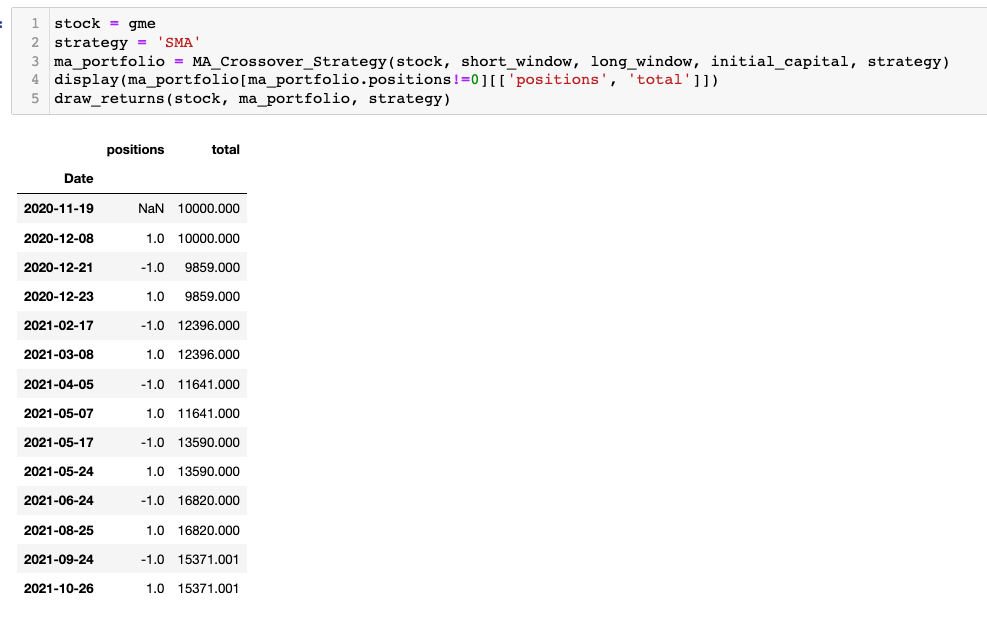 :
1 stock = gme
2 strategy = 'SMA'
3 ma_portfolio = MA_Crossover_Strategy(stock, short_window, long_window, initial_capital, strategy)
4 display(ma_portfolio[ma_portfolio.positions!=0][['positions', 'total']])
5 draw_returns(stock, ma_portfolio, strategy)
positions total
Date
2020-11-19 NaN 10000.000
2020-12-08 1.0 10000.000
2020-12-21 -1.0 9859.000
2020-12-23 1.0 9859.000
2021-02-17 -1.0 12396.000
2021-03-08 1.0 12396.000
2021-04-05 -1.0 11641.000
2021-05-07 1.0 11641.000
2021-05-17 -1.0 13590.000
2021-05-24 1.0 13590.000
2021-06-24 -1.0 16820.000
2021-08-25 1.0 16820.000
2021-09-24 -1.0 15371.001
2021-10-26 1.0 15371.001